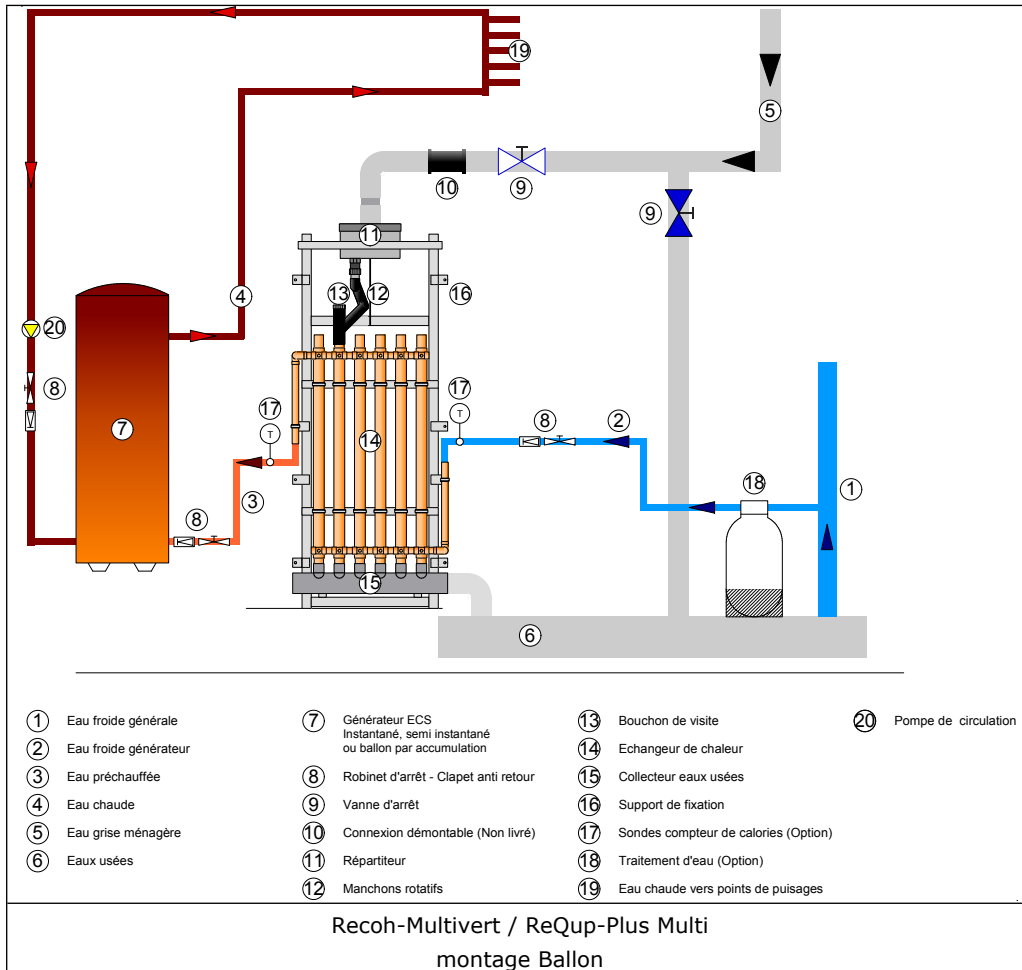 19
5
10
9
9
11
13
12
16
4
20
8
17
T
17
T
8
2
7
14
18
1
3
8
15
6
1 Eau froide générale
2 Eau froide générateur
3 Eau préchauffée
4 Eau chaude
5 Eau grise ménagère
6 Eaux usées
7 Générateur ECS
Instantané, semi instantané
ou ballon par accumulation
8 Robinet d'arrêt - Clapet anti retour
9 Vanne d'arrêt
10 Connexion démontable (Non livré)
11 Répartiteur
12 Manchons rotatifs
13 Bouchon de visite
14 Echangeur de chaleur
15 Collecteur eaux usées
16 Support de fixation
17 Sondes compteur de calories (Option)
18 Traitement d'eau (Option)
19 Eau chaude vers points de puisages
20 Pompe de circulation
Recoh-Multivert / ReQup-Plus Multi
montage Ballon